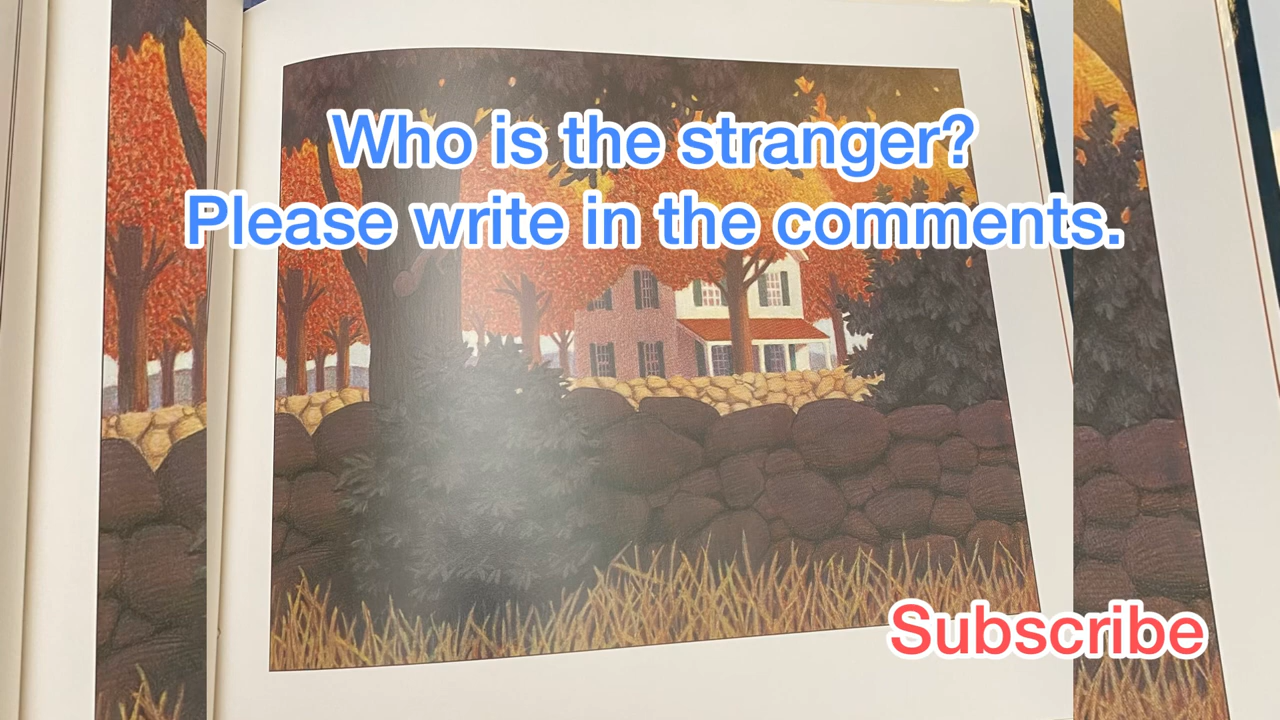 Who is the stranger?
Please write in the comments.
Subscribe